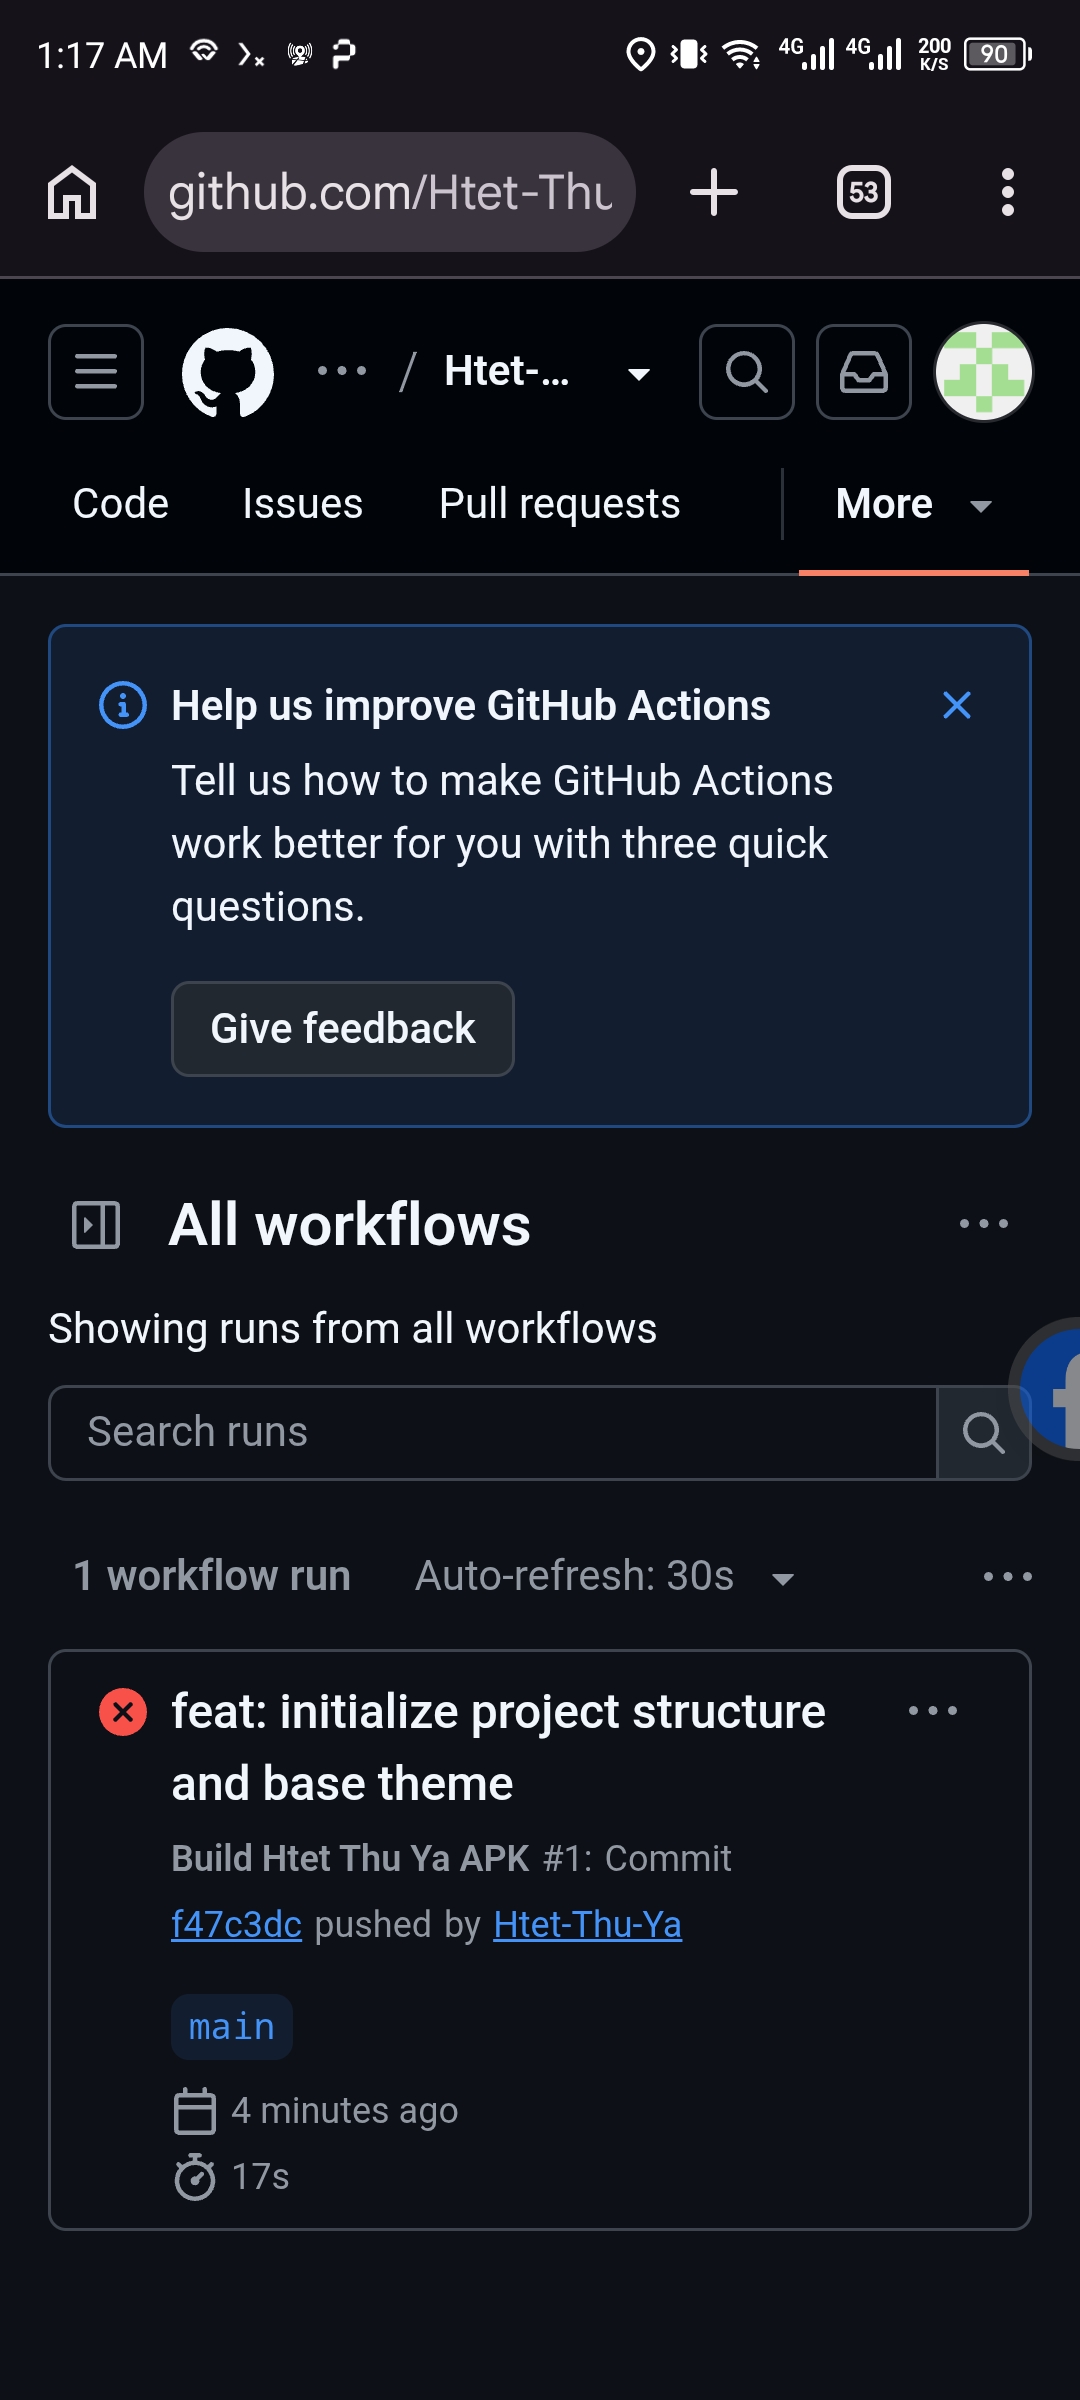 1:17 AM
4G 4G 200 K/S 90
github.com/Htet-Thu
53
/ Htet-...
Code Issues Pull requests More
Help us improve GitHub Actions
Tell us how to make GitHub Actions
work better for you with three quick
questions.
Give feedback
All workflows
Showing runs from all workflows
Search runs
1 workflow run Auto-refresh: 30s
feat: initialize project structure
and base theme
Build Htet Thu Ya APK #1: Commit
f47c3dc pushed by Htet-Thu-Ya
main
4 minutes ago
17s